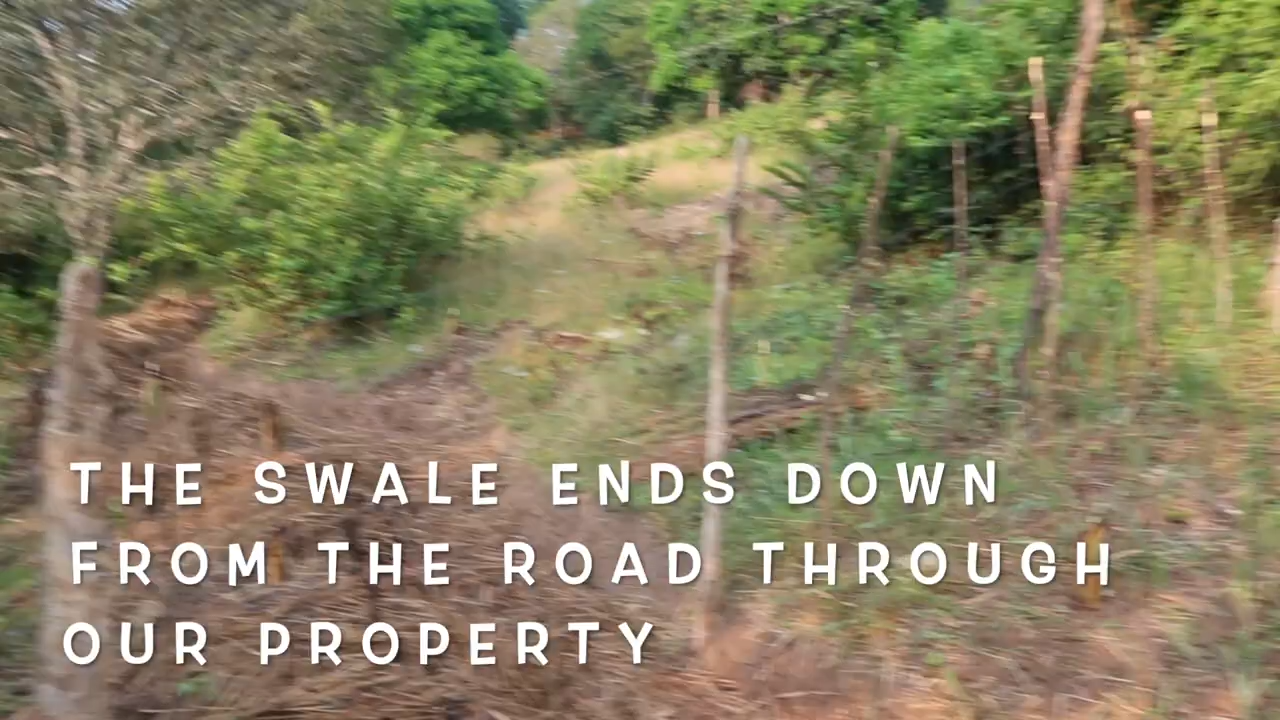 THE SWALE ENDS DOWN
FROM THE ROAD THROUGH
OUR PROPERTY